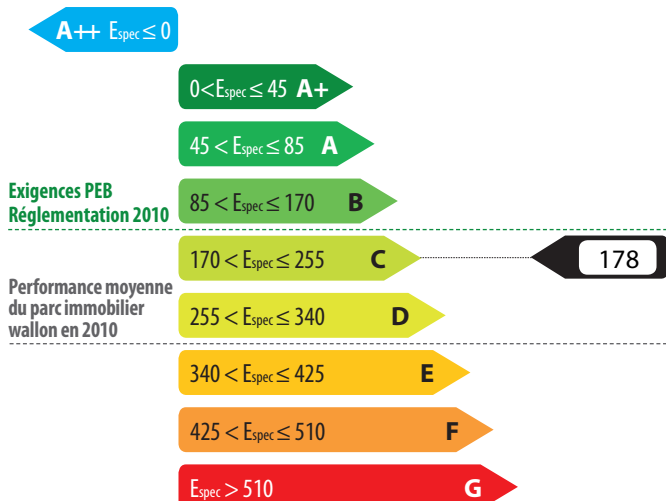 A++ Espec ≤ 0
0<Espec ≤ 45 A+
45 < Espec ≤ 85 A
Exigences PEB
Réglementation 2010
85 < Espec ≤ 170 B
170 < Espec ≤ 255 C
178
Performance moyenne
du parc immobilier
wallon en 2010
255 < Espec ≤ 340 D
340 < Espec ≤ 425 E
425 < Espec ≤ 510 F
Espec > 510 G